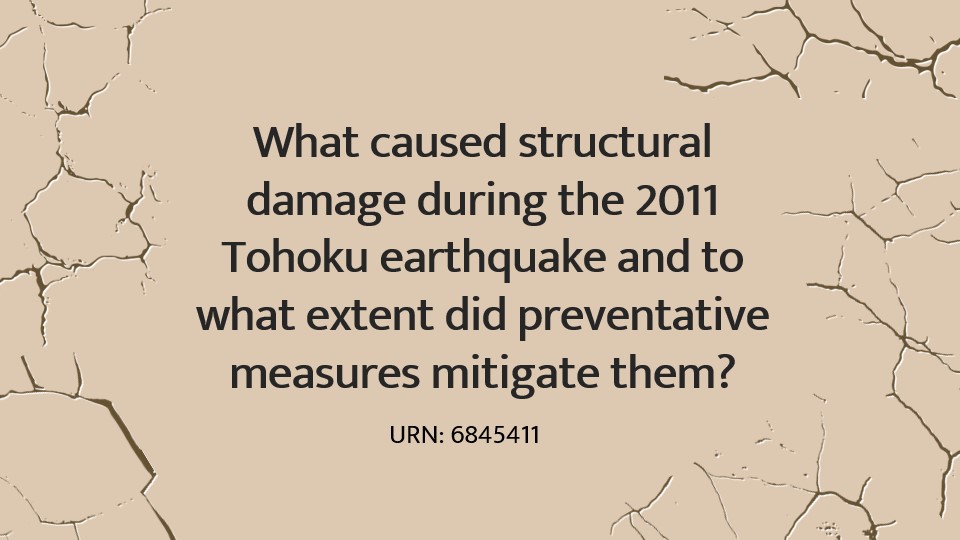 What caused structural
damage during the 2011
Tohoku earthquake and to
what extent did preventative
measures mitigate them?
URN: 6845411